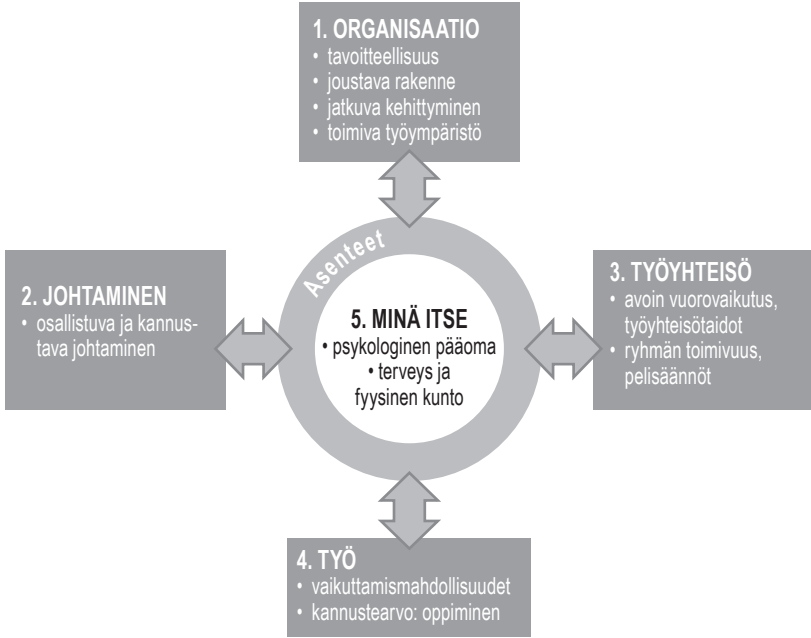 1. ORGANISAATIO
• tavoitteellisuus
• joustava rakenne
• jatkuva kehittyminen
• toimiva työympäristö
Asenteet
2. JOHTAMINEN
• osallistuva ja kannus-
tava johtaminen
5. MINÄ ITSE
• psykologinen pääoma
• terveys ja
fyysinen kunto
3. TYÖYHTEISÖ
• avoin vuorovaikutus,
työyhteisötaidot
• ryhmän toimivuus,
pelisäännöt
4. TYÖ
• vaikuttamismahdollisuudet
• kannustearvo: oppiminen